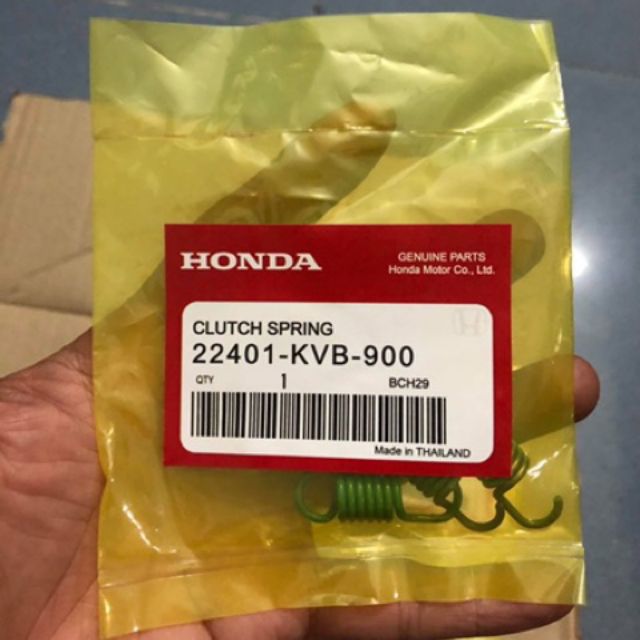 HONDA
GENUINE PARTS
Honda Motor Co., Ltd.
CLUTCH SPRING
22401-KVB-900
QTY 1 BCH29
Made in THAILAND